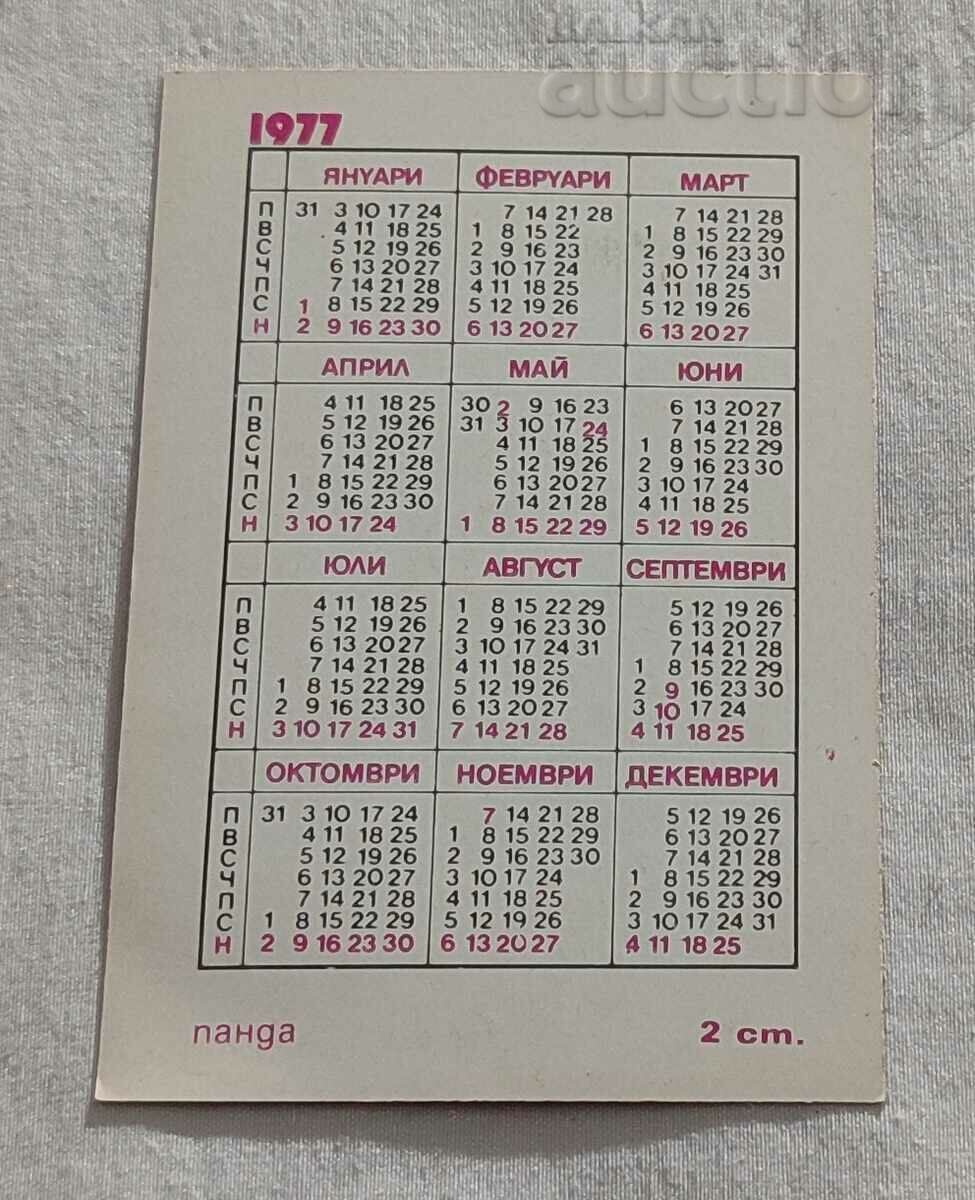 BALKAN
auction
1977
ЯНУАРИ ФЕВРУАРИ МАРТ
П 31 3 10 17 24 7 14 21 28 7 14 21 28
В 4 11 18 25 1 8 15 22 1 8 15 22 29
С 5 12 19 26 2 9 16 23 2 9 16 23 30
Ч 6 13 20 27 3 10 17 24 3 10 17 24 31
П 7 14 21 28 4 11 18 25 4 11 18 25
С 1 8 15 22 29 5 12 19 26 5 12 19 26
Н 2 9 16 23 30 6 13 20 27 6 13 20 27
АПРИЛ МАЙ ЮНИ
П 4 11 18 25 30 2 9 16 23 6 13 20 27
В 5 12 19 26 31 3 10 17 24 7 14 21 28
С 6 13 20 27 4 11 18 25 1 8 15 22 29
Ч 7 14 21 28 5 12 19 26 2 9 16 23 30
П 1 8 15 22 29 6 13 20 27 3 10 17 24
С 2 9 16 23 30 7 14 21 28 4 11 18 25
Н 3 10 17 24 1 8 15 22 29 5 12 19 26
ЮЛИ АВГУСТ СЕПТЕМВРИ
П 4 11 18 25 1 8 15 22 29 5 12 19 26
В 5 12 19 26 2 9 16 23 30 6 13 20 27
С 6 13 20 27 3 10 17 24 31 7 14 21 28
Ч 7 14 21 28 4 11 18 25 1 8 15 22 29
П 1 8 15 22 29 5 12 19 26 2 9 16 23 30
С 2 9 16 23 30 6 13 20 27 3 10 17 24
Н 3 10 17 24 31 7 14 21 28 4 11 18 25
ОКТОМВРИ НОЕМВРИ ДЕКЕМВРИ
П 31 3 10 17 24 7 14 21 28 5 12 19 26
В 4 11 18 25 1 8 15 22 29 6 13 20 27
С 5 12 19 26 2 9 16 23 30 7 14 21 28
Ч 6 13 20 27 3 10 17 24 1 8 15 22 29
П 7 14 21 28 4 11 18 25 2 9 16 23 30
С 1 8 15 22 29 5 12 19 26 3 10 17 24 31
Н 2 9 16 23 30 6 13 20 27 4 11 18 25
панда 2 ст.